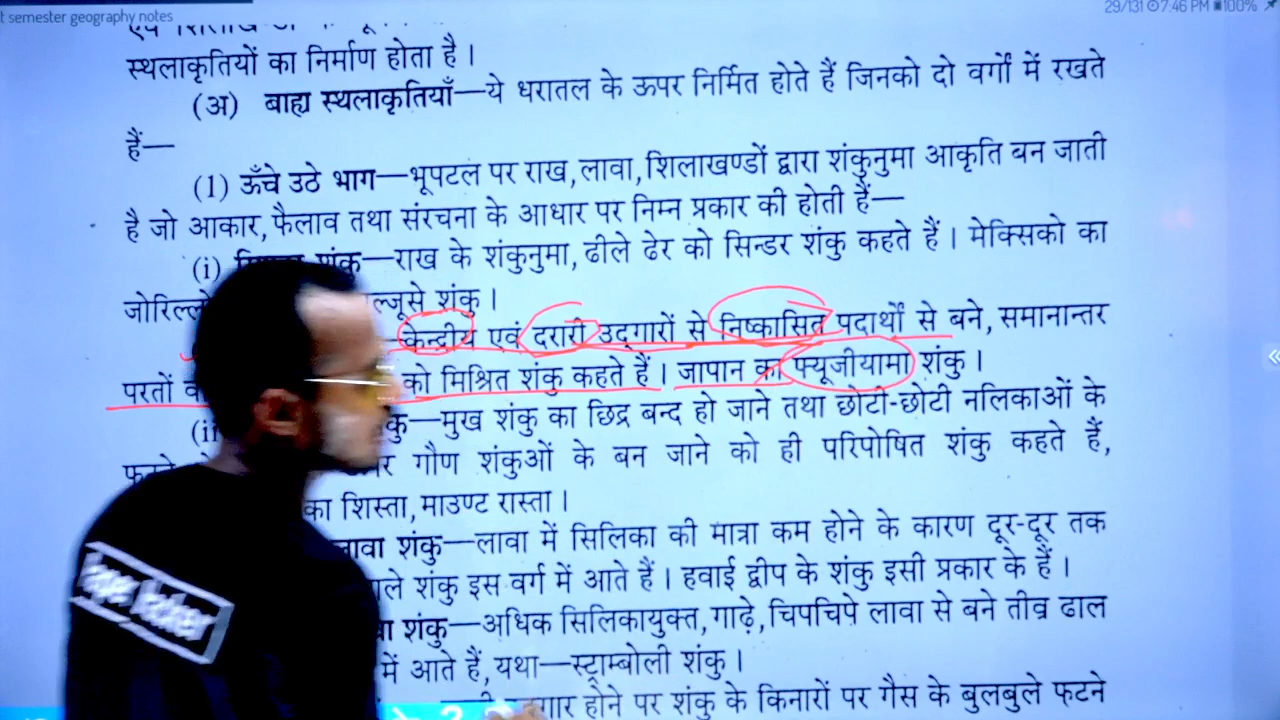 t semester geography notes
29/131 7:46 PM 100%
स्थलाकृतियों का निर्माण होता है ।
(अ) बाह्य स्थलाकृतियाँ—ये धरातल के ऊपर निर्मित होते हैं जिनको दो वर्गों में रखते
हैं—
(1) ऊँचे उठे भाग—भूपटल पर राख, लावा, शिलाखण्डों द्वारा शंकुनुमा आकृति बन जाती
है जो आकार, फैलाव तथा संरचना के आधार पर निम्न प्रकार की होती हैं—
(i) शंकु—राख के शंकुनुमा, ढीले ढेर को सिन्डर शंकु कहते हैं । मेक्सिको का
जोरिल्लो ल्जूसे शंकु ।
केन्द्रीय एवं दरारी उद्गारों से निष्कासित पदार्थों से बने, समानान्तर
परतों को मिश्रित शंकु कहते हैं । जापान का फ्यूजीयामा शंकु ।
कु—मुख शंकु का छिद्र बन्द हो जाने तथा छोटी-छोटी नलिकाओं के
गौण शंकुओं के बन जाने को ही परिपोषित शंकु कहते हैं,
का शिस्ता, माउण्ट रास्ता ।
लावा शंकु—लावा में सिलिका की मात्रा कम होने के कारण दूर-दूर तक
ले शंकु इस वर्ग में आते हैं । हवाई द्वीप के शंकु इसी प्रकार के हैं ।
शंकु—अधिक सिलिकायुक्त, गाढ़े, चिपचिपे लावा से बने तीव्र ढाल
में आते हैं, यथा—स्ट्राम्बोली शंकु ।
होने पर शंकु के किनारों पर गैस के बुलबुले फटने